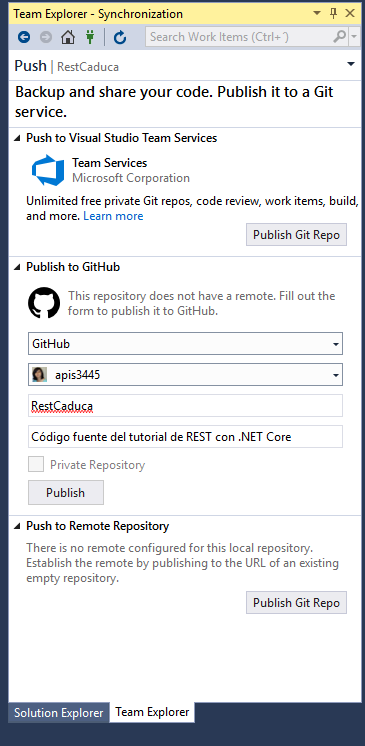 Team Explorer - Synchronization
Search Work Items (Ctrl+´)
Push | RestCaduca
Backup and share your code. Publish it to a Git
service.
Push to Visual Studio Team Services
Team Services
Microsoft Corporation
Unlimited free private Git repos, code review, work items, build,
and more. Learn more
Publish Git Repo
Publish to GitHub
This repository does not have a remote. Fill out the
form to publish it to GitHub.
GitHub
apis3445
RestCaduca
Código fuente del tutorial de REST con .NET Core
Private Repository
Publish
Push to Remote Repository
There is no remote configured for this local repository.
Establish the remote by publishing to the URL of an existing
empty repository.
Publish Git Repo
Solution Explorer
Team Explorer